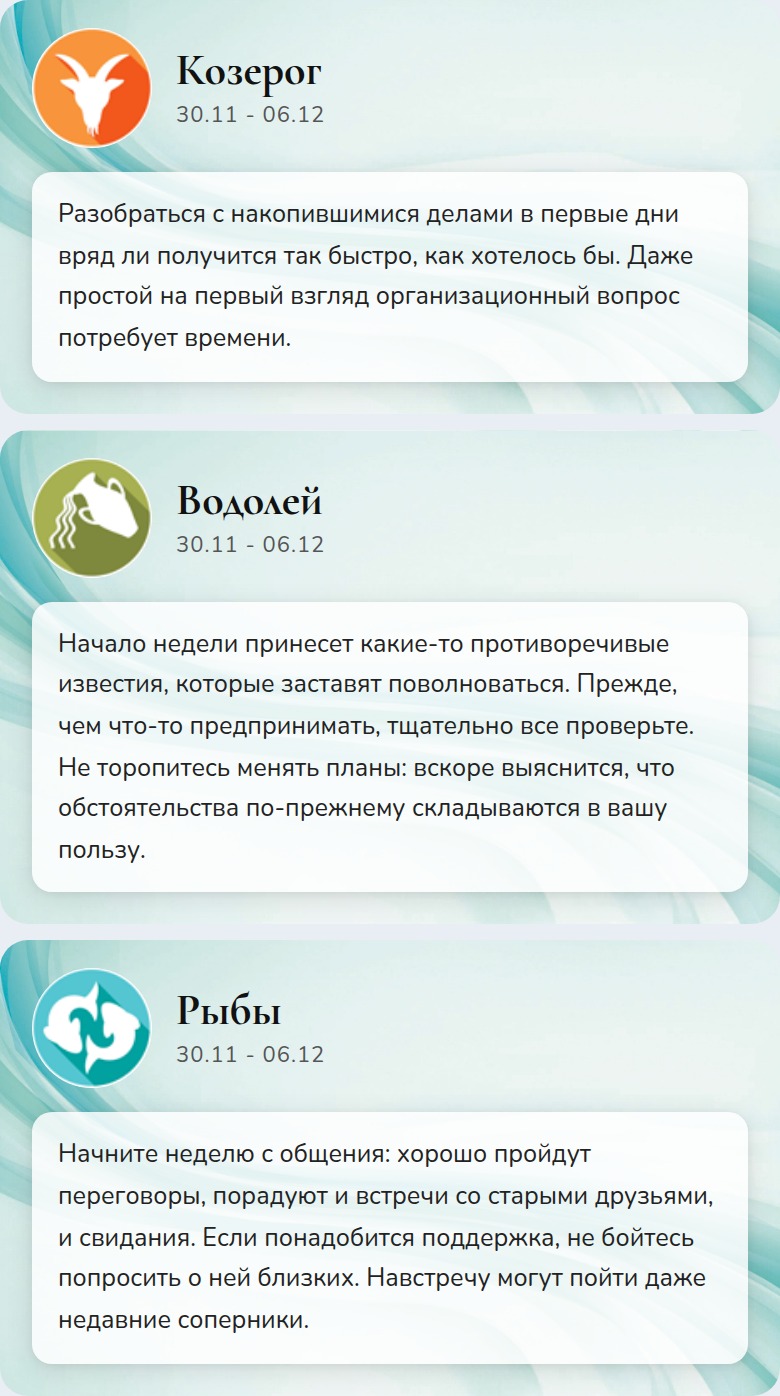 Козерог
30.11 - 06.12
Разобраться с накопившимися делами в первые дни
вряд ли получится так быстро, как хотелось бы. Даже
простой на первый взгляд организационный вопрос
потребует времени.
Водолей
30.11 - 06.12
Начало недели принесет какие-то противоречивые
известия, которые заставят поволноваться. Прежде,
чем что-то предпринимать, тщательно все проверьте.
Не торопитесь менять планы: вскоре выяснится, что
обстоятельства по-прежнему складываются в вашу
пользу.
Рыбы
30.11 - 06.12
Начните неделю с общения: хорошо пройдут
переговоры, порадуют и встречи со старыми друзьями,
и свидания. Если понадобится поддержка, не бойтесь
попросить о ней близких. Навстречу могут пойти даже
недавние соперники.